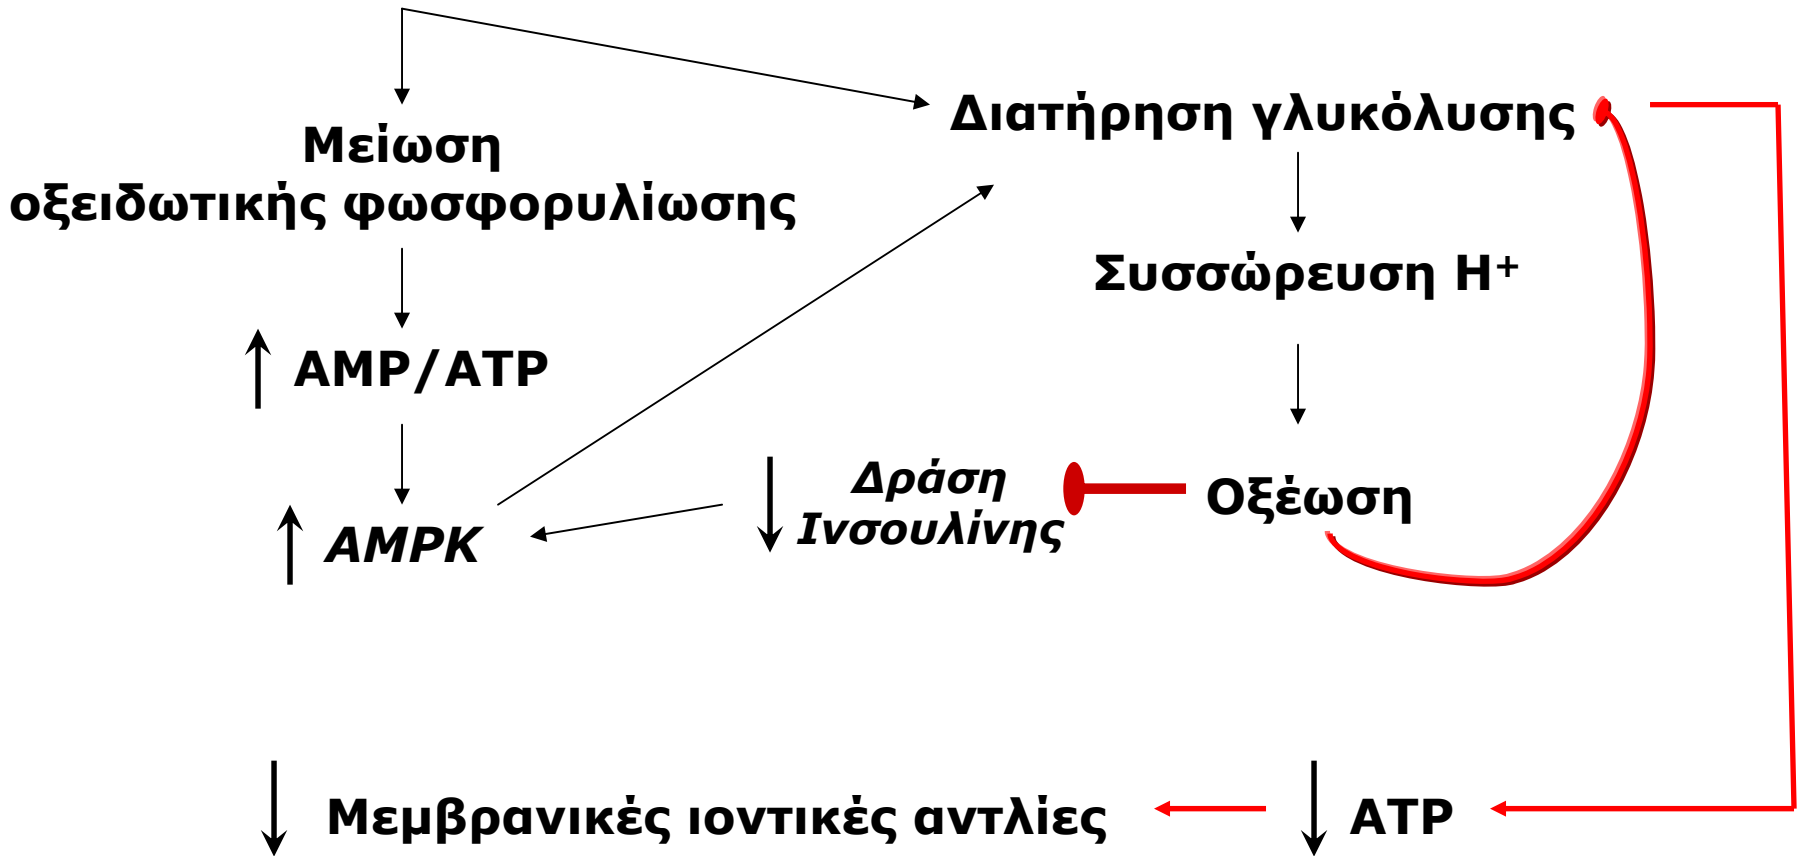 Μείωση
οξειδωτικής φωσφορυλίωσης
AMP/ATP
AMPK
Διατήρηση γλυκόλυσης
Συσσώρευση H⁺
Οξέωση
Δράση
Ινσουλίνης
Μεμβρανικές ιοντικές αντλίες
ATP